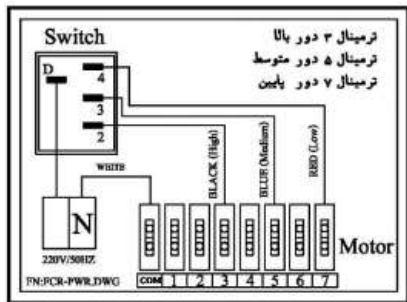 Switch
ترمینال ۳ دور بالا
ترمینال ۵ دور متوسط
ترمینال ۷ دور پایین
D
4
3
2
WHITE
BLACK (High)
BLUE (Medium)
RED (Low)
N
220V/50HZ
Motor
FN:FCR-PWR.DWG
COM 1 2 3 4 5 6 7